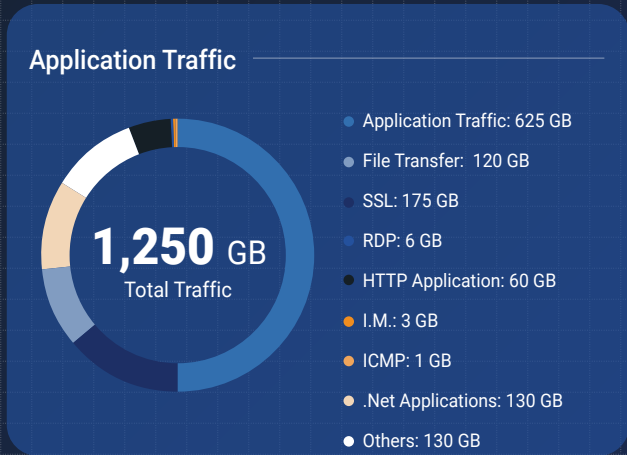 Application Traffic
1,250 GB
Total Traffic
Application Traffic: 625 GB
File Transfer:  120 GB
SSL: 175 GB
RDP: 6 GB
HTTP Application: 60 GB
I.M.: 3 GB
ICMP: 1 GB
.Net Applications: 130 GB
Others: 130 GB